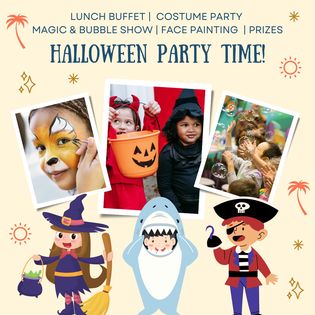 LUNCH BUFFET | COSTUME PARTY
MAGIC & BUBBLE SHOW | FACE PAINTING | PRIZES
HALLOWEEN PARTY TIME!